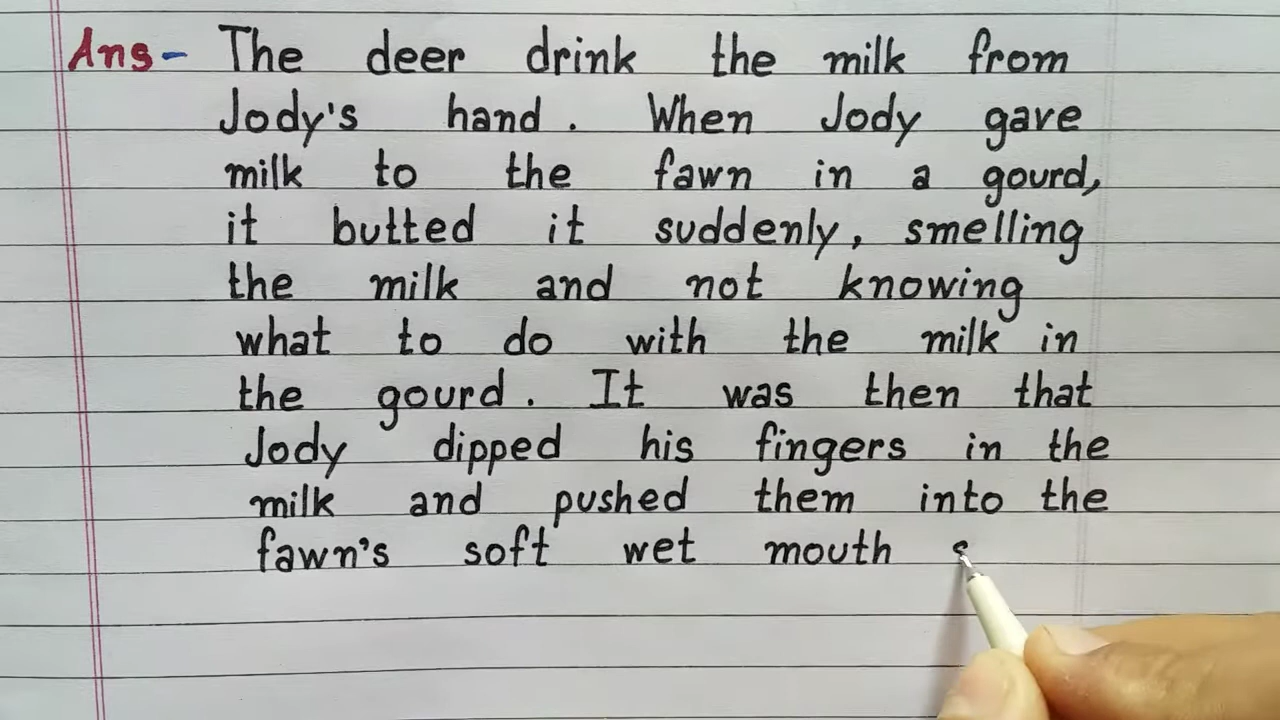 Ans- The deer drink the milk from
Jody's hand. When Jody gave
milk to the fawn in a gourd,
it butted it suddenly, smelling
the milk and not knowing
what to do with the milk in
the gourd. It was then that
Jody dipped his fingers in the
milk and pushed them into the
fawn's soft wet mouth